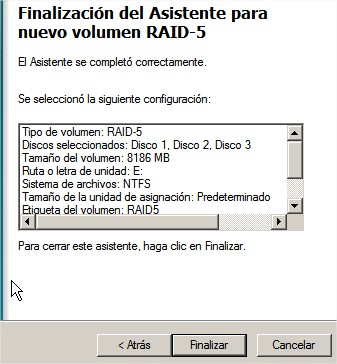 Finalización del Asistente para
nuevo volumen RAID-5
El Asistente se completó correctamente.
Se seleccionó la siguiente configuración:
Tipo de volumen: RAID-5
Discos seleccionados: Disco 1, Disco 2, Disco 3
Tamaño del volumen: 8186 MB
Ruta o letra de unidad: E:
Sistema de archivos: NTFS
Tamaño de la unidad de asignación: Predeterminado
Etiqueta del volumen: RAID5
Para cerrar este asistente, haga clic en Finalizar.
< Atrás Finalizar Cancelar